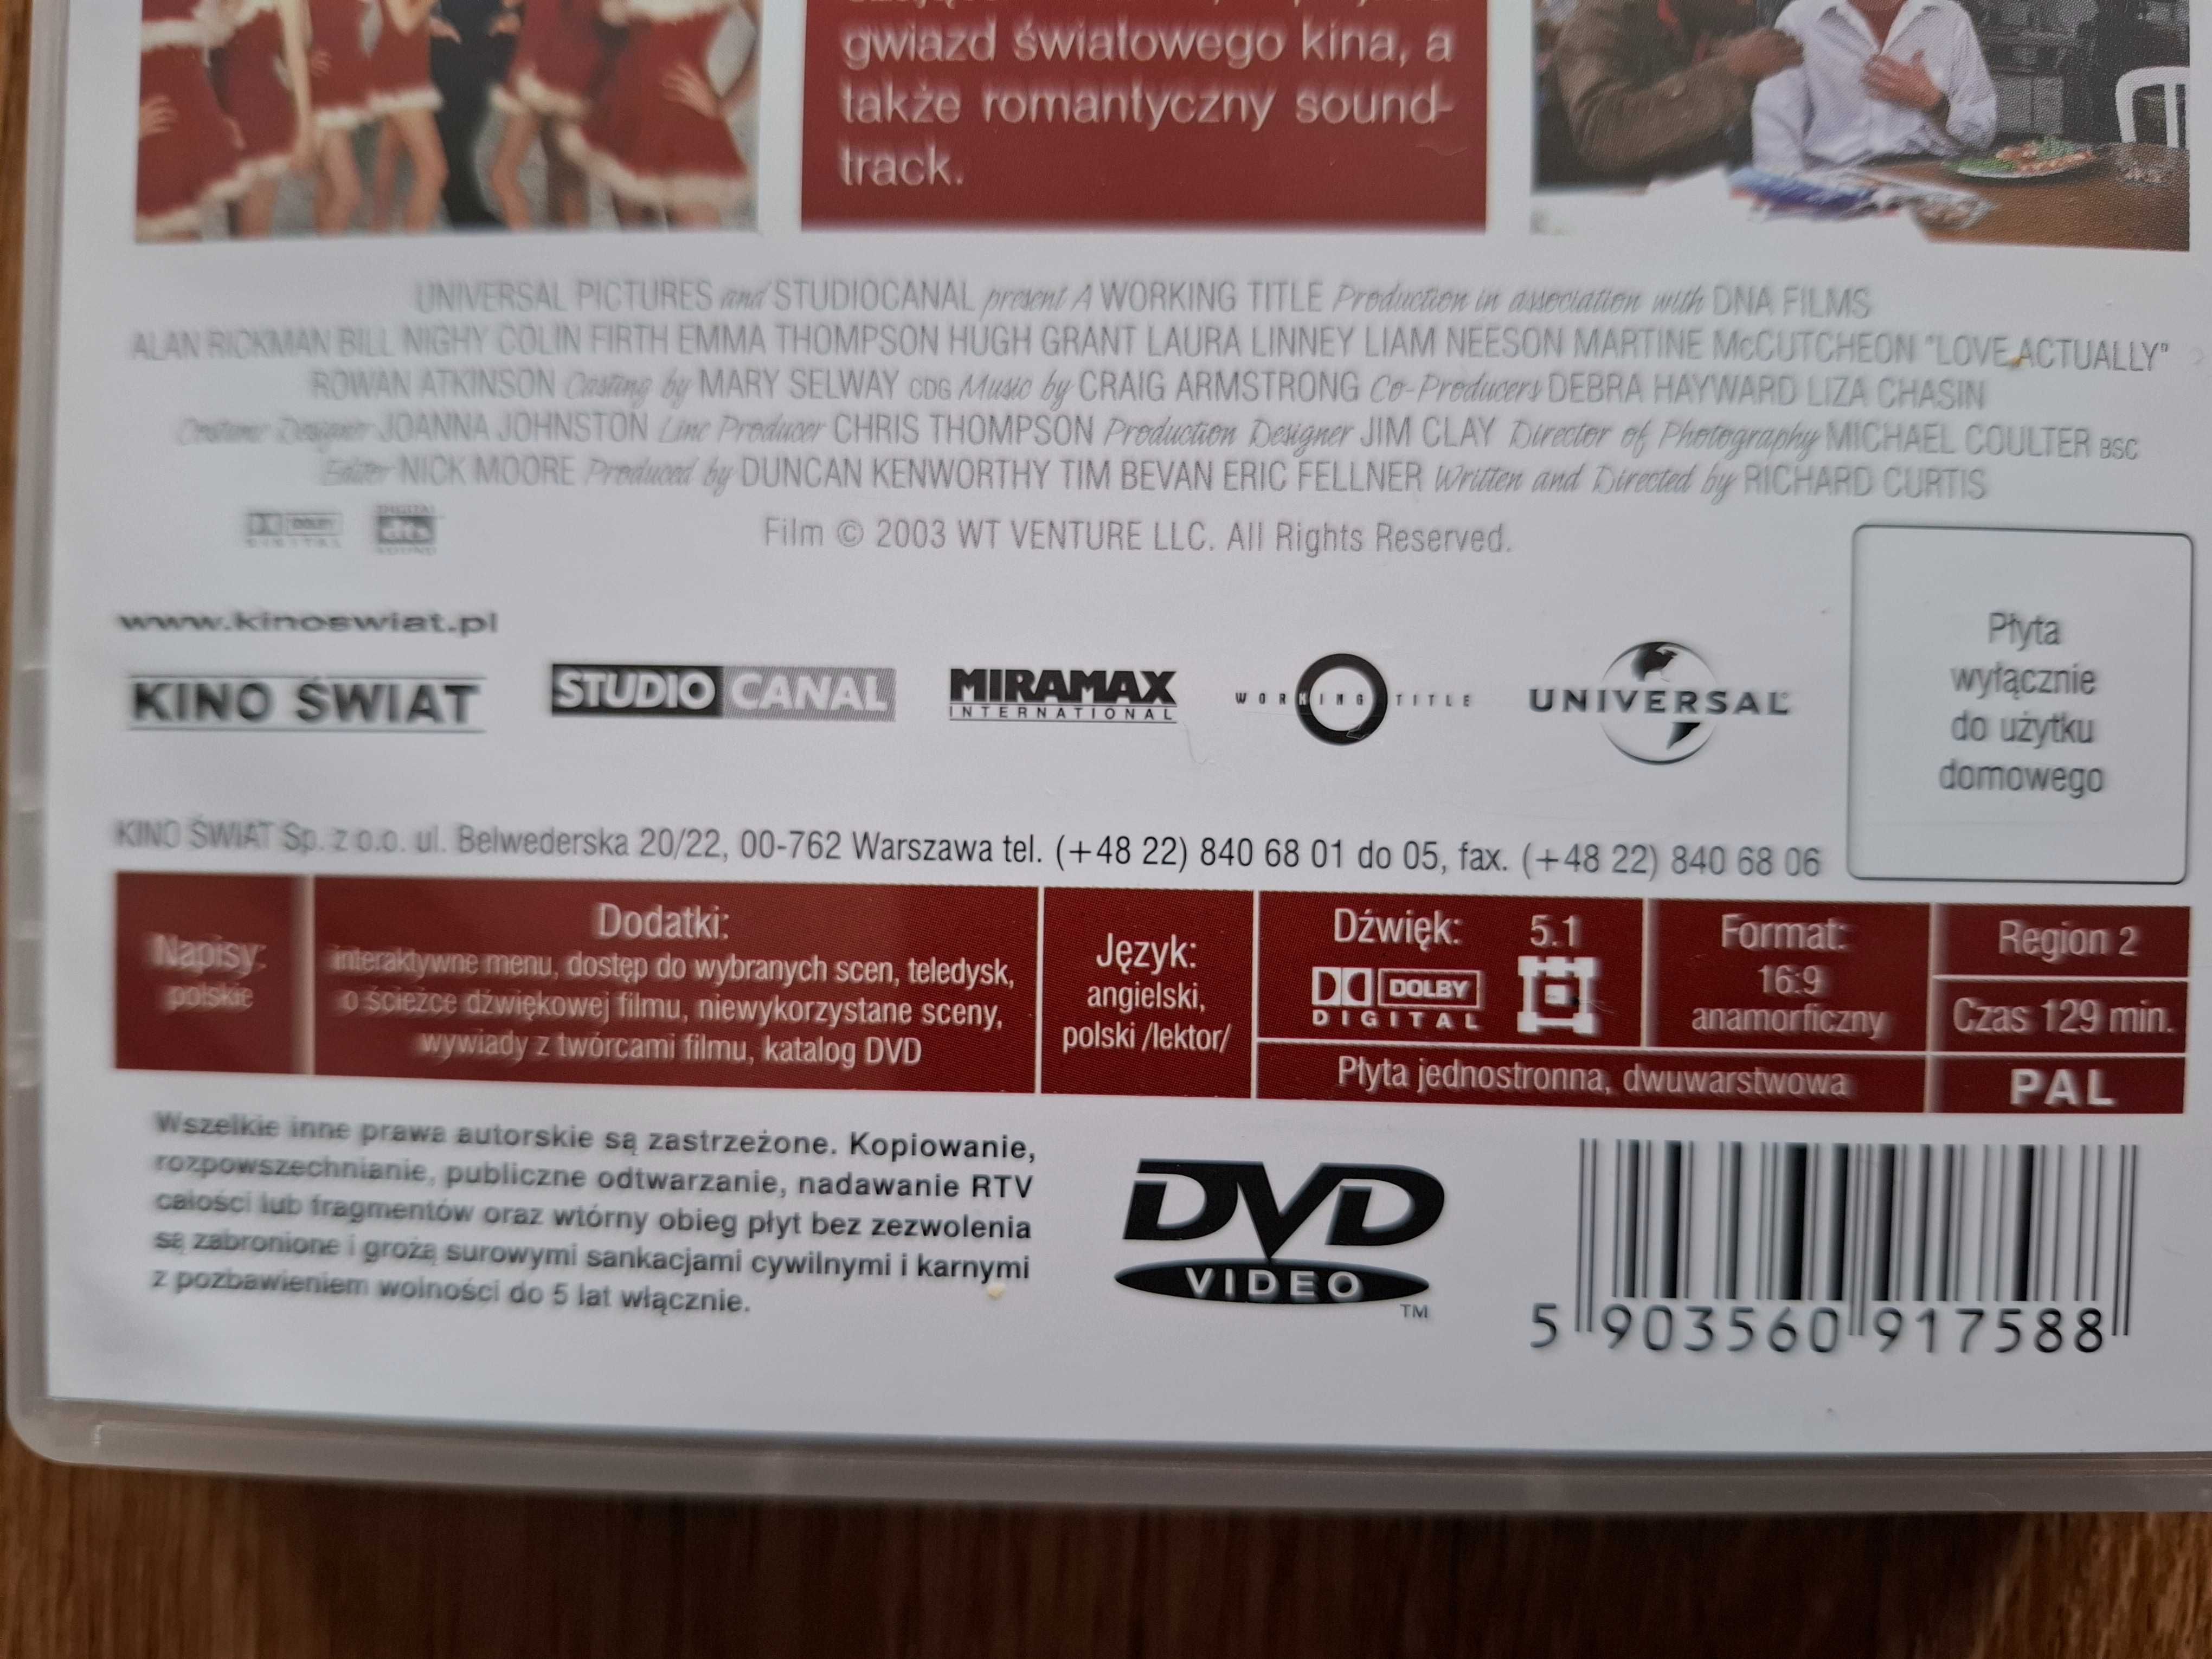 gwiazd światowego kina, a
także romantyczny sound-
track.
UNIVERSAL PICTURES and STUDIOCANAL present A WORKING TITLE Production in association with DNA FILMS
ALAN RICKMAN BILL NIGHY COLIN FIRTH EMMA THOMPSON HUGH GRANT LAURA LINNEY LIAM NEESON MARTINE McCUTCHEON "LOVE ACTUALLY"
ROWAN ATKINSON Casting by MARY SELWAY CDG Music by CRAIG ARMSTRONG Co-Producers DEBRA HAYWARD LIZA CHASIN
Costume Designer JOANNA JOHNSTON Line Producer CHRIS THOMPSON Production Designer JIM CLAY Director of Photography MICHAEL COULTER BSC
Editor NICK MOORE Produced by DUNCAN KENWORTHY TIM BEVAN ERIC FELLNER Written and Directed by RICHARD CURTIS
DOLBY DIGITAL DIGITAL dts SOUND
Film © 2003 WT VENTURE LLC. All Rights Reserved.
www.kinoswiat.pl
KINO ŚWIAT
STUDIO CANAL
MIRAMAX
INTERNATIONAL
WORKING TITLE
UNIVERSAL
Płyta
wyłącznie
do użytku
domowego
KINO ŚWIAT Sp. z o.o. ul. Belwederska 20/22, 00-762 Warszawa tel. (+48 22) 840 68 01 do 05, fax. (+48 22) 840 68 06
Napisy:
polskie
Dodatki:
interaktywne menu, dostęp do wybranych scen, teledysk,
o ścieżce dźwiękowej filmu, niewykorzystane sceny,
wywiady z twórcami filmu, katalog DVD
Język:
angielski,
polski /lektor/
Dźwięk: 5.1
DOLBY
DIGITAL
Płyta jednostronna, dwuwarstwowa
Format:
16:9
anamorficzny
Region 2
Czas 129 min.
PAL
Wszelkie inne prawa autorskie są zastrzeżone. Kopiowanie,
rozpowszechnianie, publiczne odtwarzanie, nadawanie RTV
całości lub fragmentów oraz wtórny obieg płyt bez zezwolenia
są zabronione i grożą surowymi sankacjami cywilnymi i karnymi
z pozbawieniem wolności do 5 lat włącznie.
DVD
VIDEO
TM
5 903560 917588